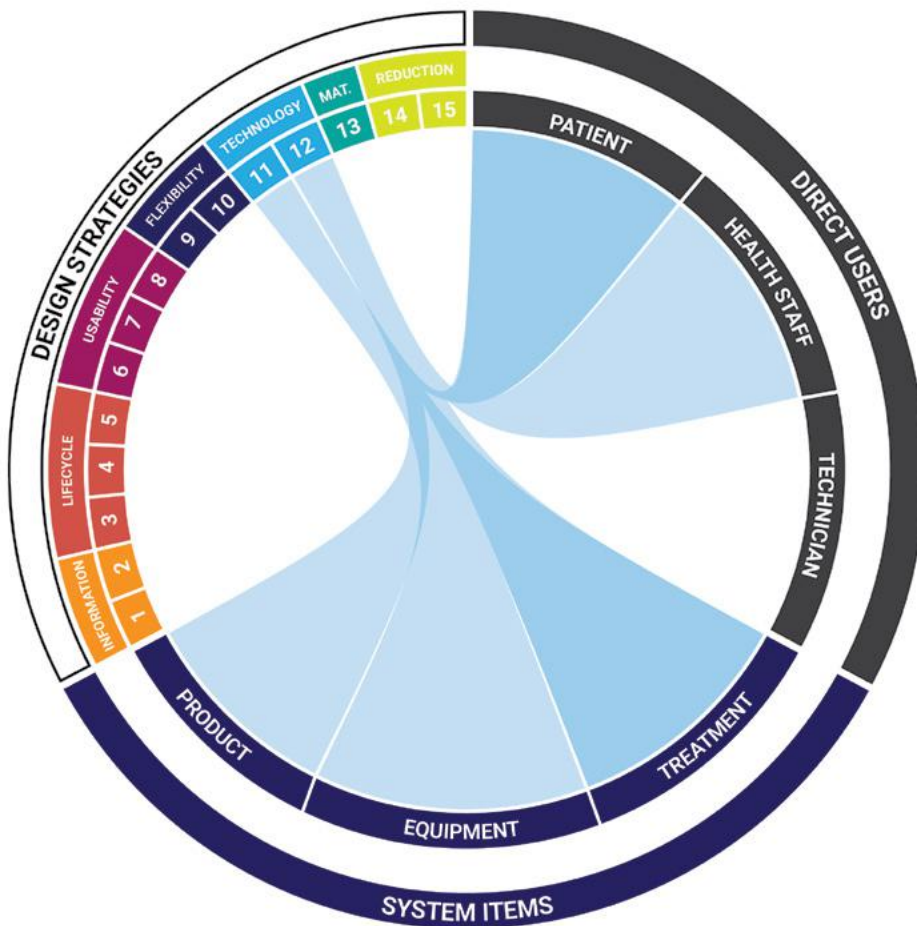 DESIGN STRATEGIES
INFORMATION
1
2
LIFECYCLE
3
4
5
USABILITY
6
7
8
FLEXIBILITY
9
10
TECHNOLOGY
11
12
MAT.
13
REDUCTION
14
15
DIRECT USERS
PATIENT
HEALTH STAFF
TECHNICIAN
SYSTEM ITEMS
TREATMENT
EQUIPMENT
PRODUCT